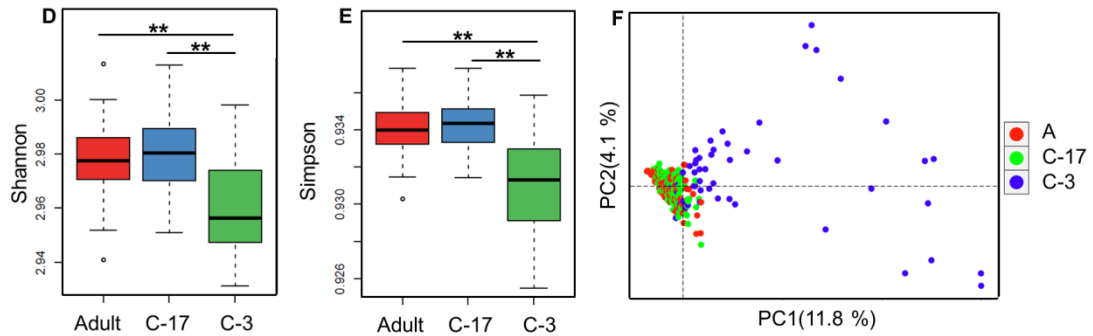 D
**
**
Shannon
3.00
2.98
2.96
2.94
Adult C-17 C-3
E
**
**
Simpson
0.934
0.930
0.926
Adult C-17 C-3
F
PC2(4.1 %)
PC1(11.8 %)
A
C-17
C-3